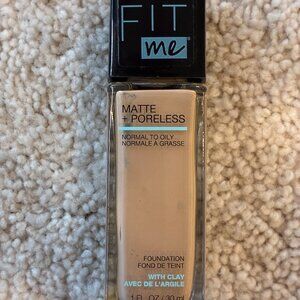 FIT
me
MATTE
+ PORELESS
NORMAL TO OILY
NORMALE À GRASSE
FOUNDATION
FOND DE TEINT
WITH CLAY
AVEC DE L'ARGILE
1 FL. OZ / 30 ml